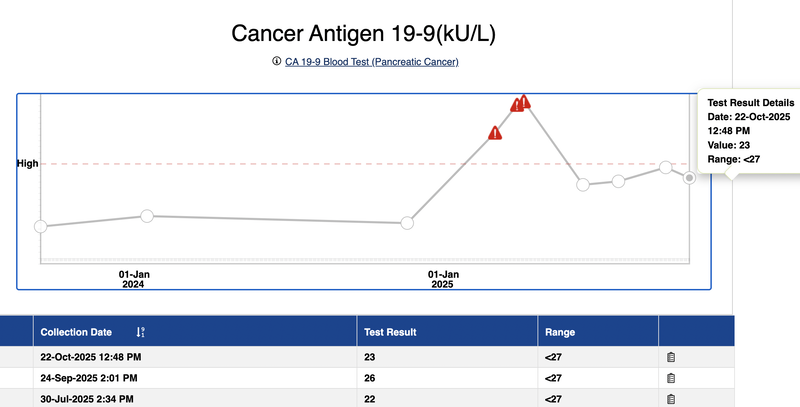 Cancer Antigen 19-9(kU/L)
CA 19-9 Blood Test (Pancreatic Cancer)
Test Result Details
Date: 22-Oct-2025
12:48 PM
Value: 23
Range: <27
High
01-Jan
2024
01-Jan
2025
Collection Date Test Result Range
22-Oct-2025 12:48 PM 23 <27
24-Sep-2025 2:01 PM 26 <27
30-Jul-2025 2:34 PM 22 <27